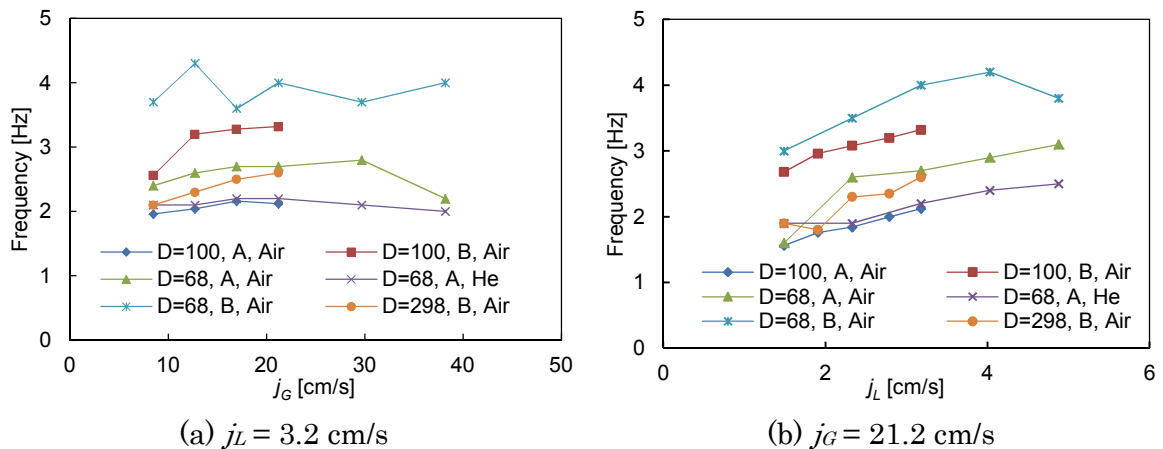 5
4
3
2
1
0
Frequency [Hz]
D=100, A, Air
D=100, B, Air
D=68, A, Air
D=68, A, He
D=68, B, Air
D=298, B, Air
0 10 20 30 40 50
jG [cm/s]
(a) jL = 3.2 cm/s
5
4
3
2
1
0
Frequency [Hz]
D=100, A, Air
D=100, B, Air
D=68, A, Air
D=68, A, He
D=68, B, Air
D=298, B, Air
0 2 4 6
jL [cm/s]
(b) jG = 21.2 cm/s